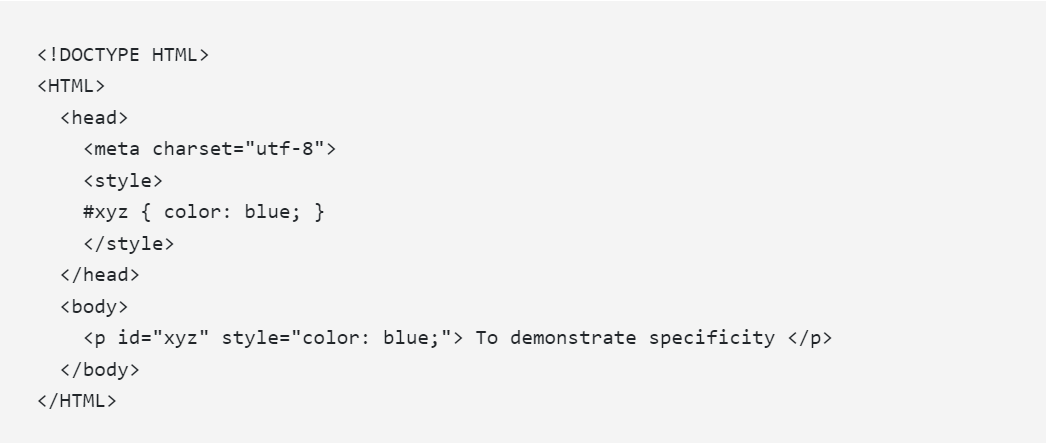 <!DOCTYPE HTML>
<HTML>
  <head>
    <meta charset="utf-8">
    <style>
    #xyz { color: blue; }
    </style>
  </head>
  <body>
    <p id="xyz" style="color: blue;"> To demonstrate specificity </p>
  </body>
</HTML>